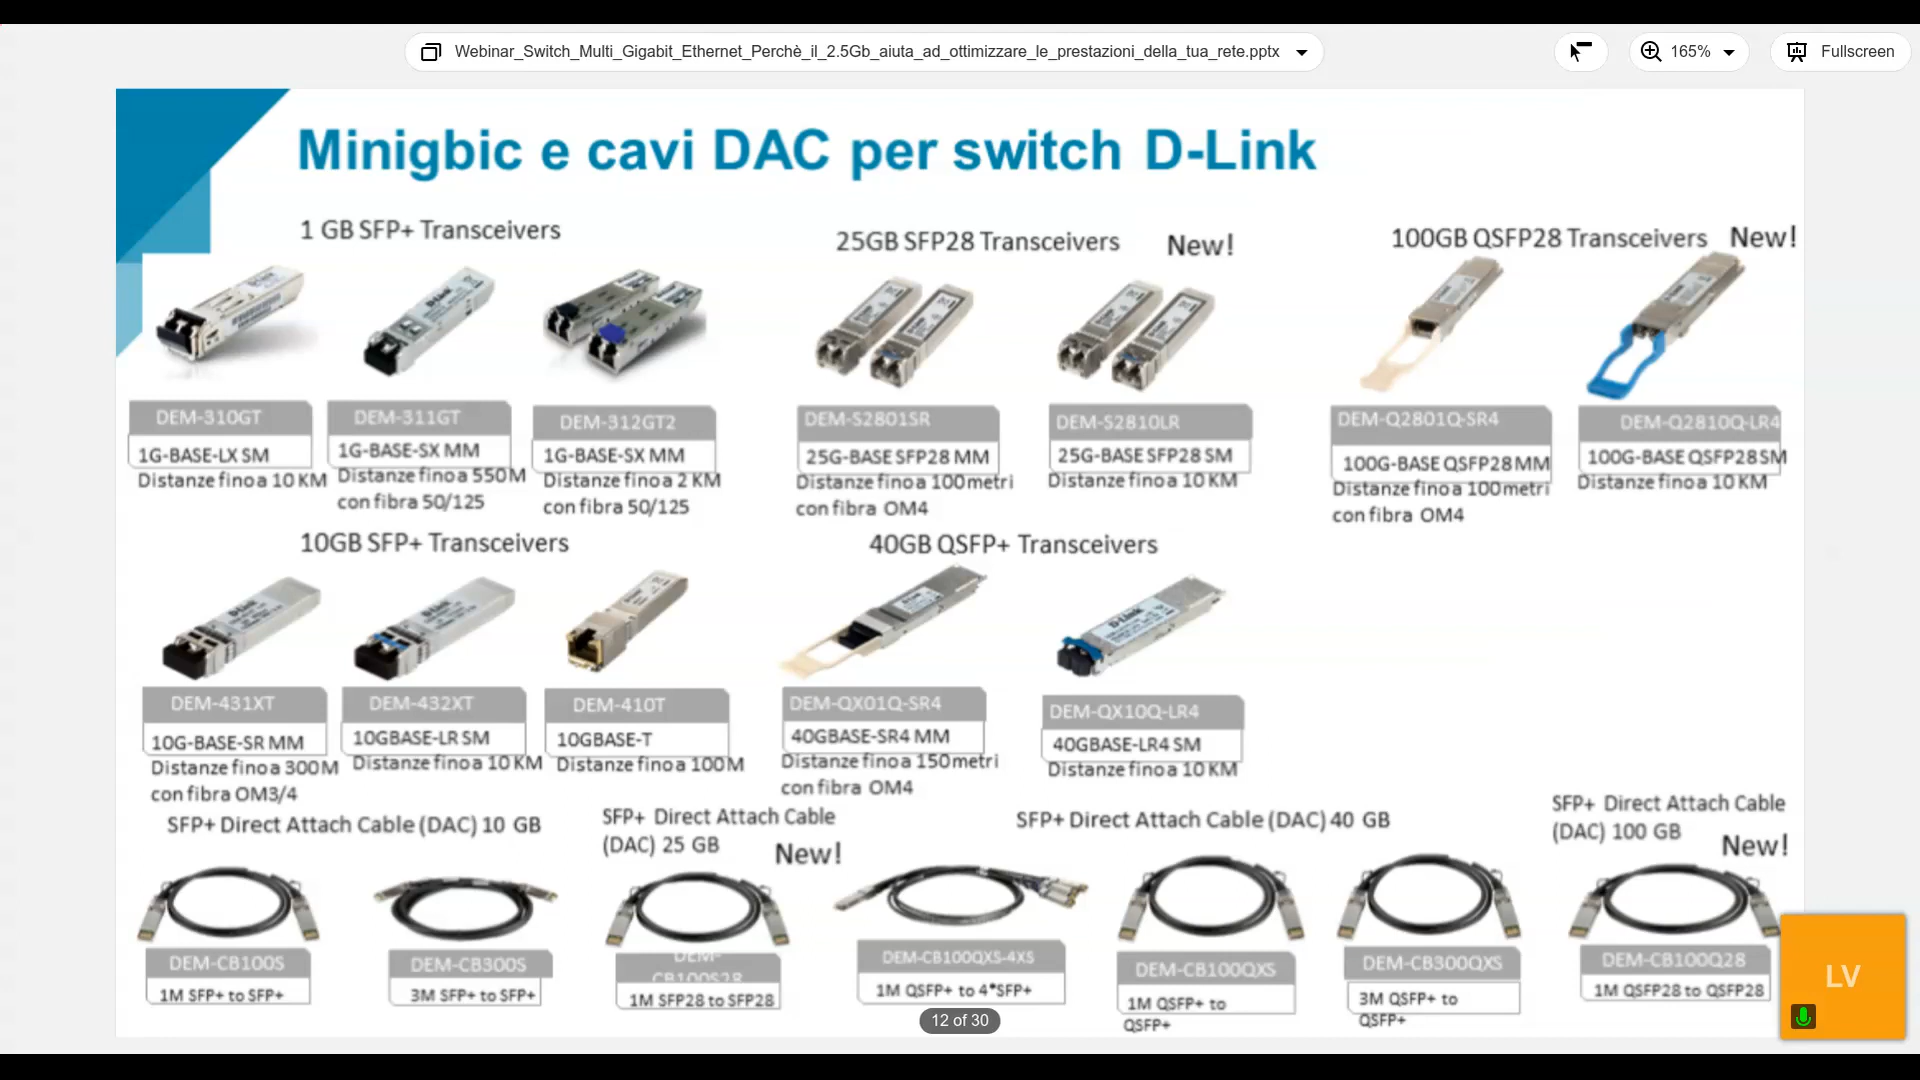 Webinar_Switch_Multi_Gigabit_Ethernet_Perchè_il_2.5Gb_aiuta_ad_ottimizzare_le_prestazioni_della_tua_rete.pptx
165%
Fullscreen
Minigbic e cavi DAC per switch D-Link
1 GB SFP+ Transceivers
25GB SFP28 Transceivers New!
100GB QSFP28 Transceivers New!
DEM-310GT
1G-BASE-LX SM
Distanze fino a 10 KM
DEM-311GT
1G-BASE-SX MM
Distanze fino a 550M
con fibra 50/125
DEM-312GT2
1G-BASE-SX MM
Distanze fino a 2 KM
con fibra 50/125
DEM-S2801SR
25G-BASE SFP28 MM
Distanze fino a 100 metri
con fibra OM4
DEM-S2810LR
25G-BASE SFP28 SM
Distanze fino a 10 KM
DEM-Q2801Q-SR4
100G-BASE QSFP28 MM
Distanze fino a 100 metri
con fibra OM4
DEM-Q2810Q-LR4
100G-BASE QSFP28 SM
Distanze fino a 10 KM
10GB SFP+ Transceivers
40GB QSFP+ Transceivers
DEM-431XT
10G-BASE-SR MM
Distanze fino a 300M
con fibra OM3/4
DEM-432XT
10GBASE-LR SM
Distanze fino a 10 KM
DEM-410T
10GBASE-T
Distanze fino a 100M
DEM-QX01Q-SR4
40GBASE-SR4 MM
Distanze fino a 150 metri
con fibra OM4
DEM-QX10Q-LR4
40GBASE-LR4 SM
Distanze fino a 10 KM
SFP+ Direct Attach Cable (DAC) 10 GB
SFP+ Direct Attach Cable
(DAC) 25 GB
New!
SFP+ Direct Attach Cable (DAC) 40 GB
SFP+ Direct Attach Cable
(DAC) 100 GB
New!
DEM-CB100S
1M SFP+ to SFP+
DEM-CB300S
3M SFP+ to SFP+
DEM-
CB100S28
1M SFP28 to SFP28
DEM-CB100QXS-4XS
1M QSFP+ to 4*SFP+
DEM-CB100QXS
1M QSFP+ to
QSFP+
DEM-CB300QXS
3M QSFP+ to
QSFP+
DEM-CB100Q28
1M QSFP28 to QSFP28
12 of 30
LV